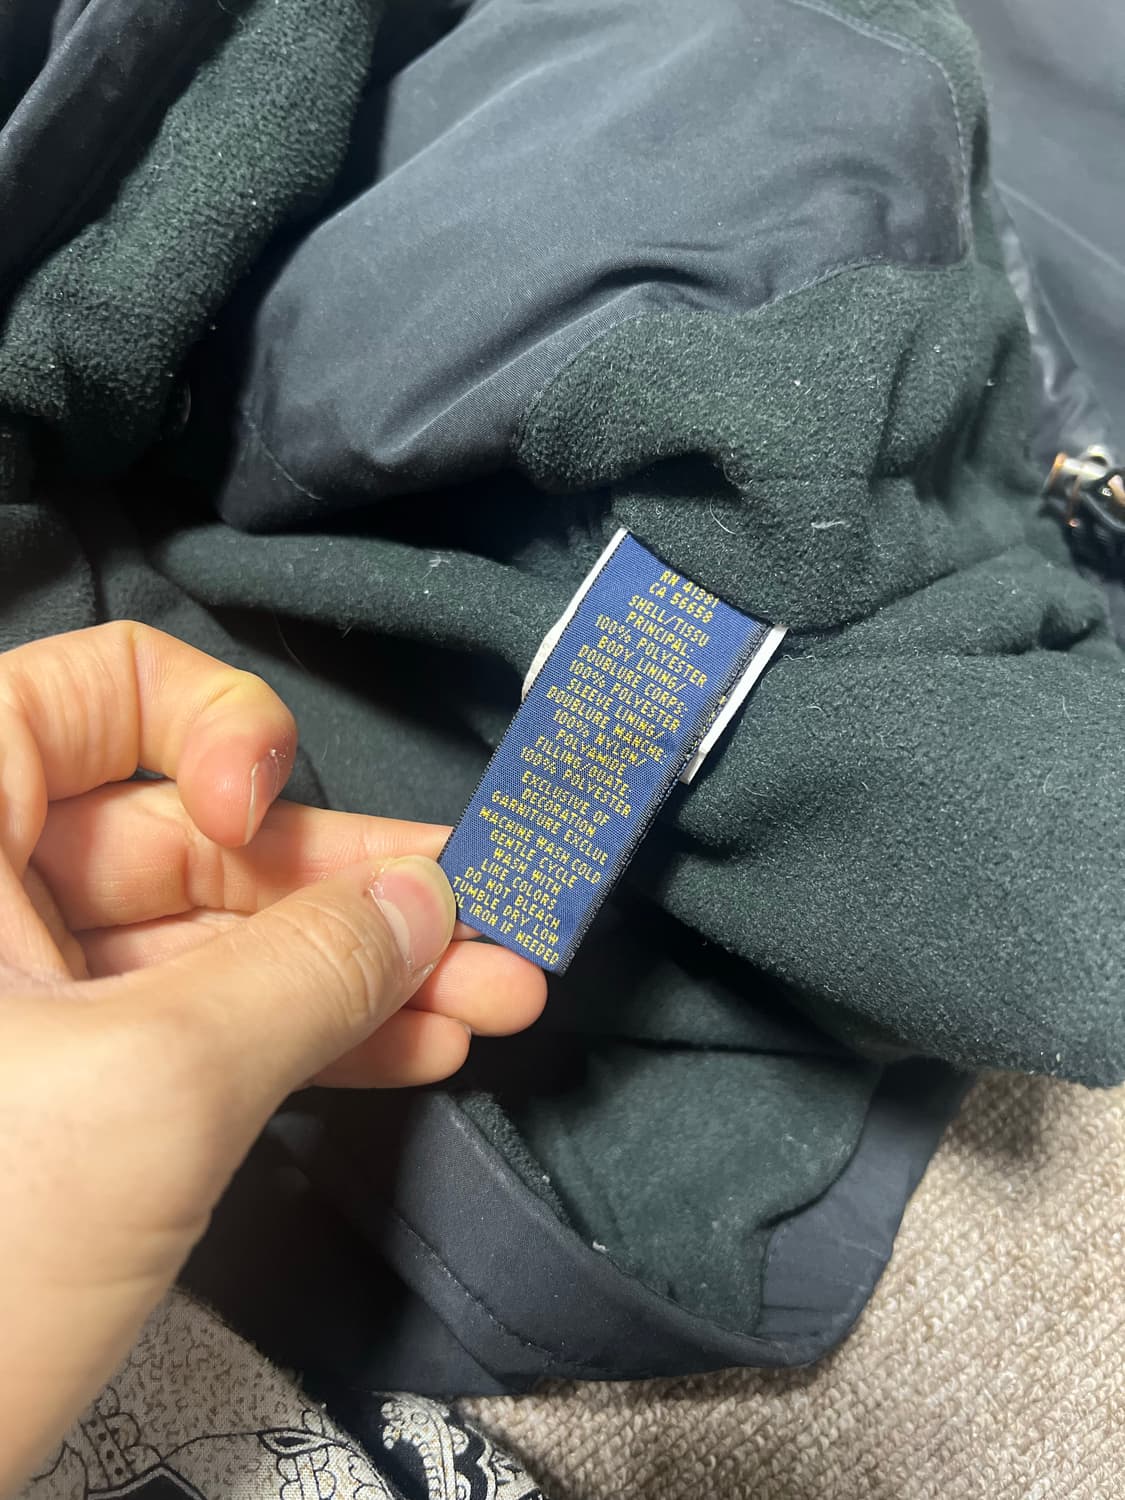 RN 41381
CA 56658
SHELL/TISSU
PRINCIPAL:
100% POLYESTER
BODY LINING/
DOUBLURE CORPS:
100% POLYESTER
SLEEVE LINING/
DOUBLURE MANCHE:
100% NYLON/
POLYAMIDE
FILLING/OUATE:
100% POLYESTER
EXCLUSIVE OF
DECORATION
GARNITURE EXCLUE
MACHINE WASH COLD
GENTLE CYCLE
WASH WITH
LIKE COLORS
DO NOT BLEACH
TUMBLE DRY LOW
OL IRON IF NEEDED